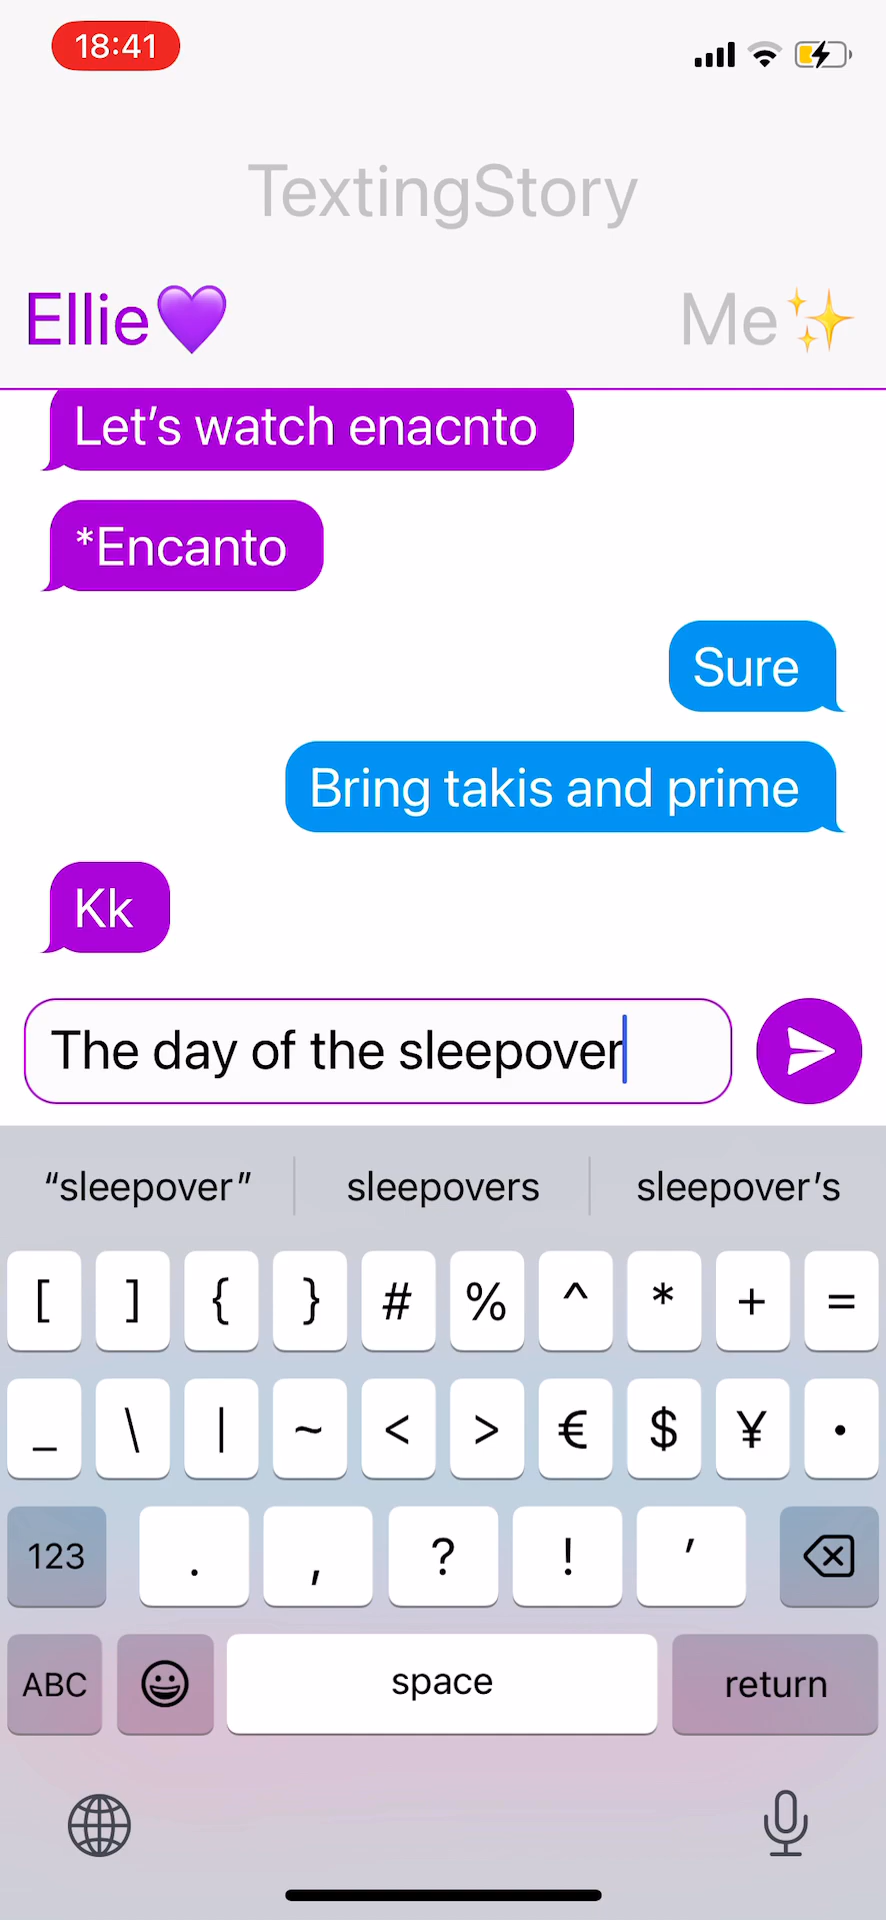 18:41
TextingStory
Ellie💜 Me✨
Let's watch enacnto
*Encanto
Sure
Bring takis and prime
Kk
The day of the sleepover
“sleepover” sleepovers sleepover's
[ ] { } # % ^ * + =
_ \ | ~ < > € $ ¥ •
123 . , ? ! '
ABC space return